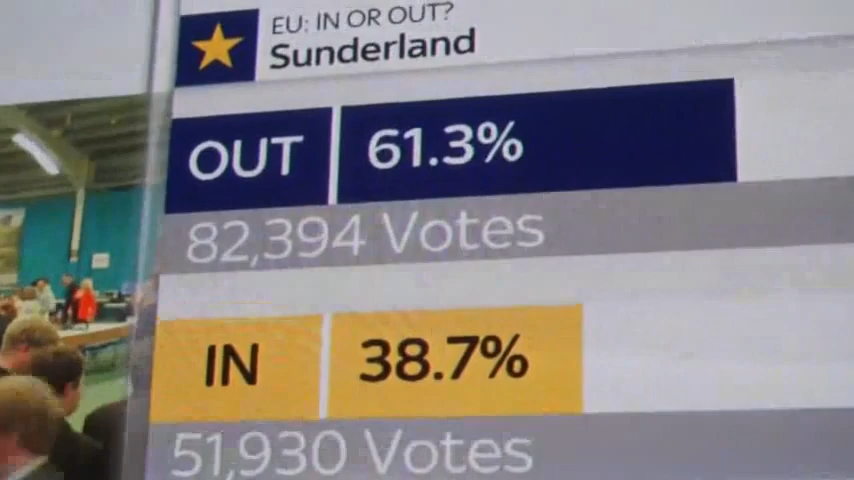 EU: IN OR OUT?
Sunderland
OUT 61.3%
82,394 Votes
IN 38.7%
51,930 Votes